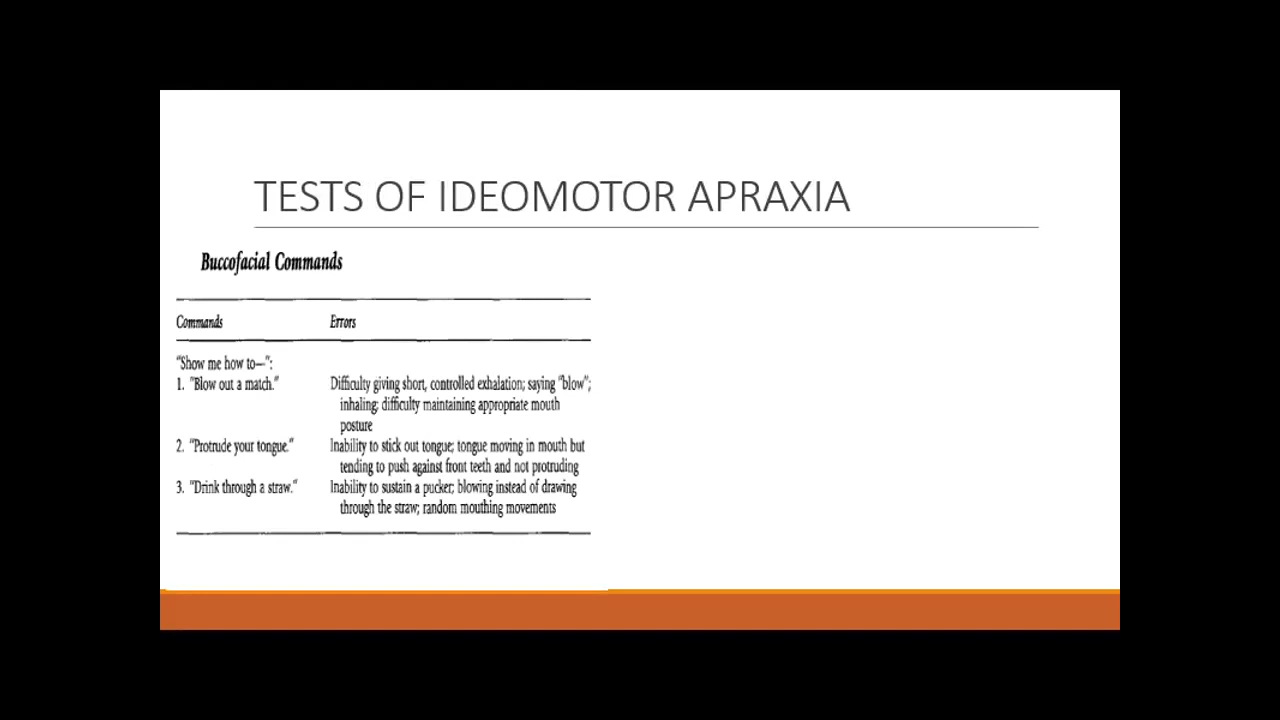 TESTS OF IDEOMOTOR APRAXIA
Buccofacial Commands
Commands Errors
"Show me how to—":
1. "Blow out a match." Difficulty giving short, controlled exhalation; saying "blow";
inhaling; difficulty maintaining appropriate mouth
posture
2. "Protrude your tongue." Inability to stick out tongue; tongue moving in mouth but
tending to push against front teeth and not protruding
3. "Drink through a straw." Inability to sustain a pucker; blowing instead of drawing
through the straw; random mouthing movements